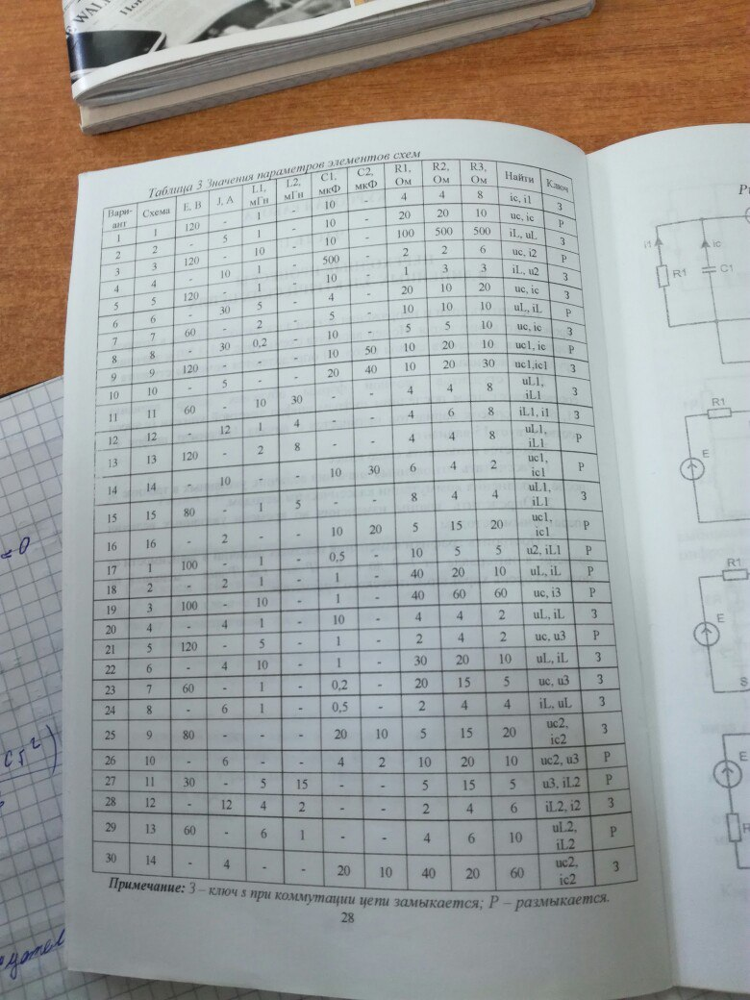 Таблица 3 Значения параметров элементов схем
Вари-ант Схема E, В J, А L1, мГн L2, мГн C1, мкФ C2, мкФ R1, Ом R2, Ом R3, Ом Найти Ключ
1 1 120 - 1 - 10 - 4 4 8 ic, i1 З
2 2 - 5 1 - 10 - 20 20 10 uc, ic Р
3 3 120 - 10 - 10 - 100 500 500 iL, uL З
4 4 - 10 1 - 500 - 2 2 6 uc, i2 Р
5 5 120 - 1 - 10 - 1 3 3 iL, u2 З
6 6 - 30 5 - 4 - 20 10 20 uc, ic З
7 7 60 - 2 - 5 - 10 10 10 uL, iL Р
8 8 - 30 0,2 - 10 - 5 5 10 uc, ic З
9 9 120 - - - 10 50 10 20 10 uc1, ic Р
10 10 - 5 - - 20 40 10 20 30 uc1,ic1 З
11 11 60 - 10 30 - - 4 4 8 uL1, iL1 З
12 12 - 12 1 4 - - 4 6 8 iL1, i1 З
13 13 120 - 2 8 - - 4 4 8 uL1, iL1 Р
14 14 - 10 - - 10 30 6 4 2 uc1, ic1 Р
15 15 80 - 1 5 - - 8 4 4 uL1, iL1 З
16 16 - 2 - - 10 20 5 15 20 uc1, ic1 Р
17 1 100 - 1 - 0,5 - 10 5 5 u2, iL1 Р
18 2 - 2 1 - 1 - 40 20 10 uL, iL Р
19 3 100 - 10 - 1 - 40 60 60 uc, i3 Р
20 4 - 4 1 - 10 - 4 4 2 uL, iL З
21 5 120 - 5 - 1 - 2 4 2 uc, u3 Р
22 6 - 4 10 - 1 - 30 20 10 uL, iL З
23 7 60 - 1 - 0,2 - 20 15 5 uc, u3 З
24 8 - 6 1 - 0,5 - 2 4 4 iL, uL З
25 9 80 - - - 20 10 5 15 20 uc2, ic2 З
26 10 - 6 - - 4 2 10 20 10 uc2, u3 Р
27 11 30 - 5 15 - - 5 15 5 u3, iL2 Р
28 12 - 12 4 2 - - 2 4 6 iL2, i2 З
29 13 60 - 6 1 - - 4 6 10 uL2, iL2 Р
30 14 - 4 - - 20 10 40 20 60 uc2, ic2 З
Примечание: З – ключ s при коммутации цепи замыкается; Р – размыкается.
28
i1
ic
R1
C1
R1
E
R1
E
S
E